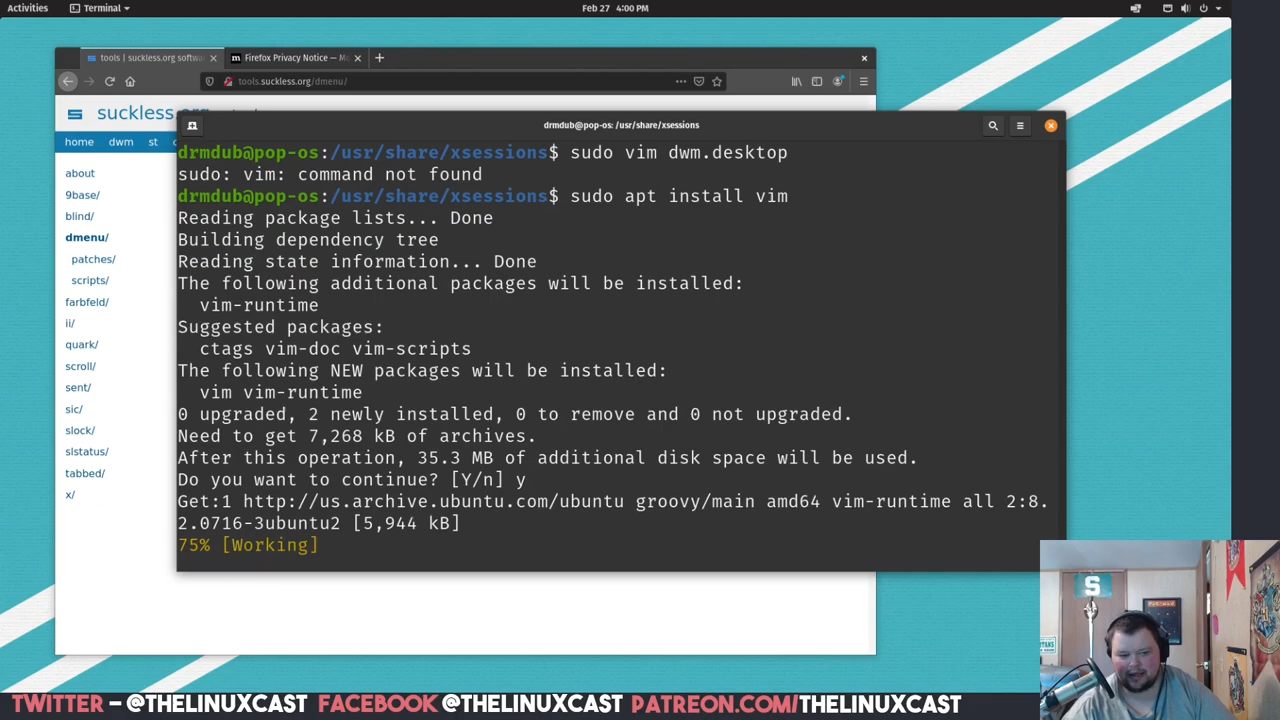 Activities
Terminal
Feb 27 4:00 PM
tools | suckless.org softwa
Firefox Privacy Notice — Mo
tools.suckless.org/dmenu/
suckless.org
home dwm st
drmdub@pop-os: /usr/share/xsessions
about
9base/
blind/
dmenu/
patches/
scripts/
farbfeld/
ii/
quark/
scroll/
sent/
sic/
slock/
slstatus/
tabbed/
x/
drmdub@pop-os:/usr/share/xsessions$ sudo vim dwm.desktop
sudo: vim: command not found
drmdub@pop-os:/usr/share/xsessions$ sudo apt install vim
Reading package lists... Done
Building dependency tree
Reading state information... Done
The following additional packages will be installed:
vim-runtime
Suggested packages:
ctags vim-doc vim-scripts
The following NEW packages will be installed:
vim vim-runtime
0 upgraded, 2 newly installed, 0 to remove and 0 not upgraded.
Need to get 7,268 kB of archives.
After this operation, 35.3 MB of additional disk space will be used.
Do you want to continue? [Y/n] y
Get:1 http://us.archive.ubuntu.com/ubuntu groovy/main amd64 vim-runtime all 2:8.
2.0716-3ubuntu2 [5,944 kB]
75% [Working]
S
TWITTER – @THELINUXCAST FACEBOOK @THELINUXCAST PATREON.COM/THELINUXCAST